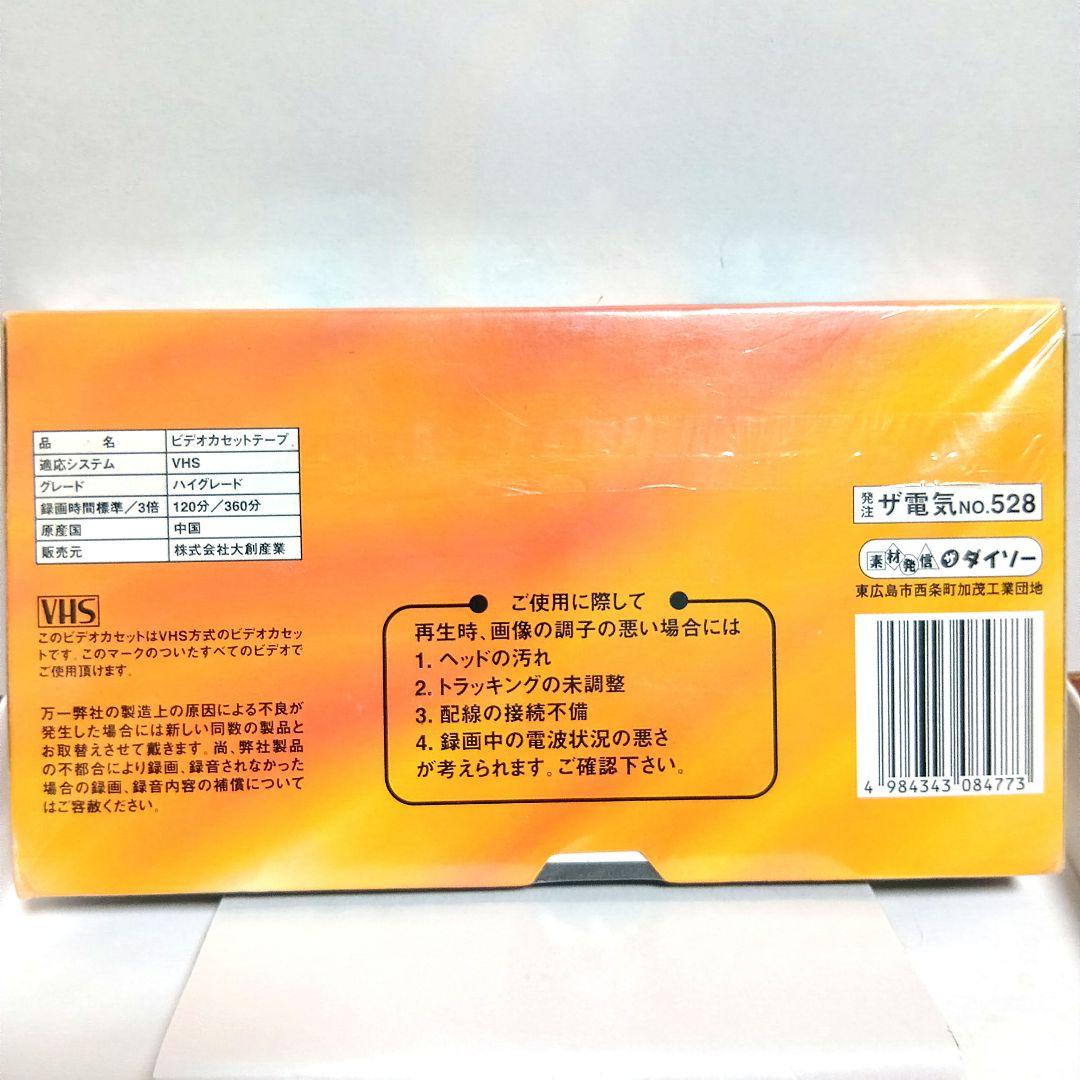 品 名 ビデオカセットテープ
適応システム VHS
グレード ハイグレード
録画時間標準/3倍 120分/360分
原産国 中国
販売元 株式会社大創産業
VHS
このビデオカセットはVHS方式のビデオカセッ
トです。このマークのついたすべてのビデオで
ご使用頂けます。
万一弊社の製造上の原因による不良が
発生した場合には新しい同数の製品と
お取替えさせて戴きます。尚、弊社製品
の不都合により録画、録音されなかった
場合の録画、録音内容の補償について
はご容赦ください。
ご使用に際して
再生時、画像の調子の悪い場合には
1. ヘッドの汚れ
2. トラッキングの未調整
3. 配線の接続不備
4. 録画中の電波状況の悪さ
が考えられます。ご確認下さい。
発注 ザ電気NO.528
素材発信 ザダイソー
東広島市西条町加茂工業団地
4 984343 084773